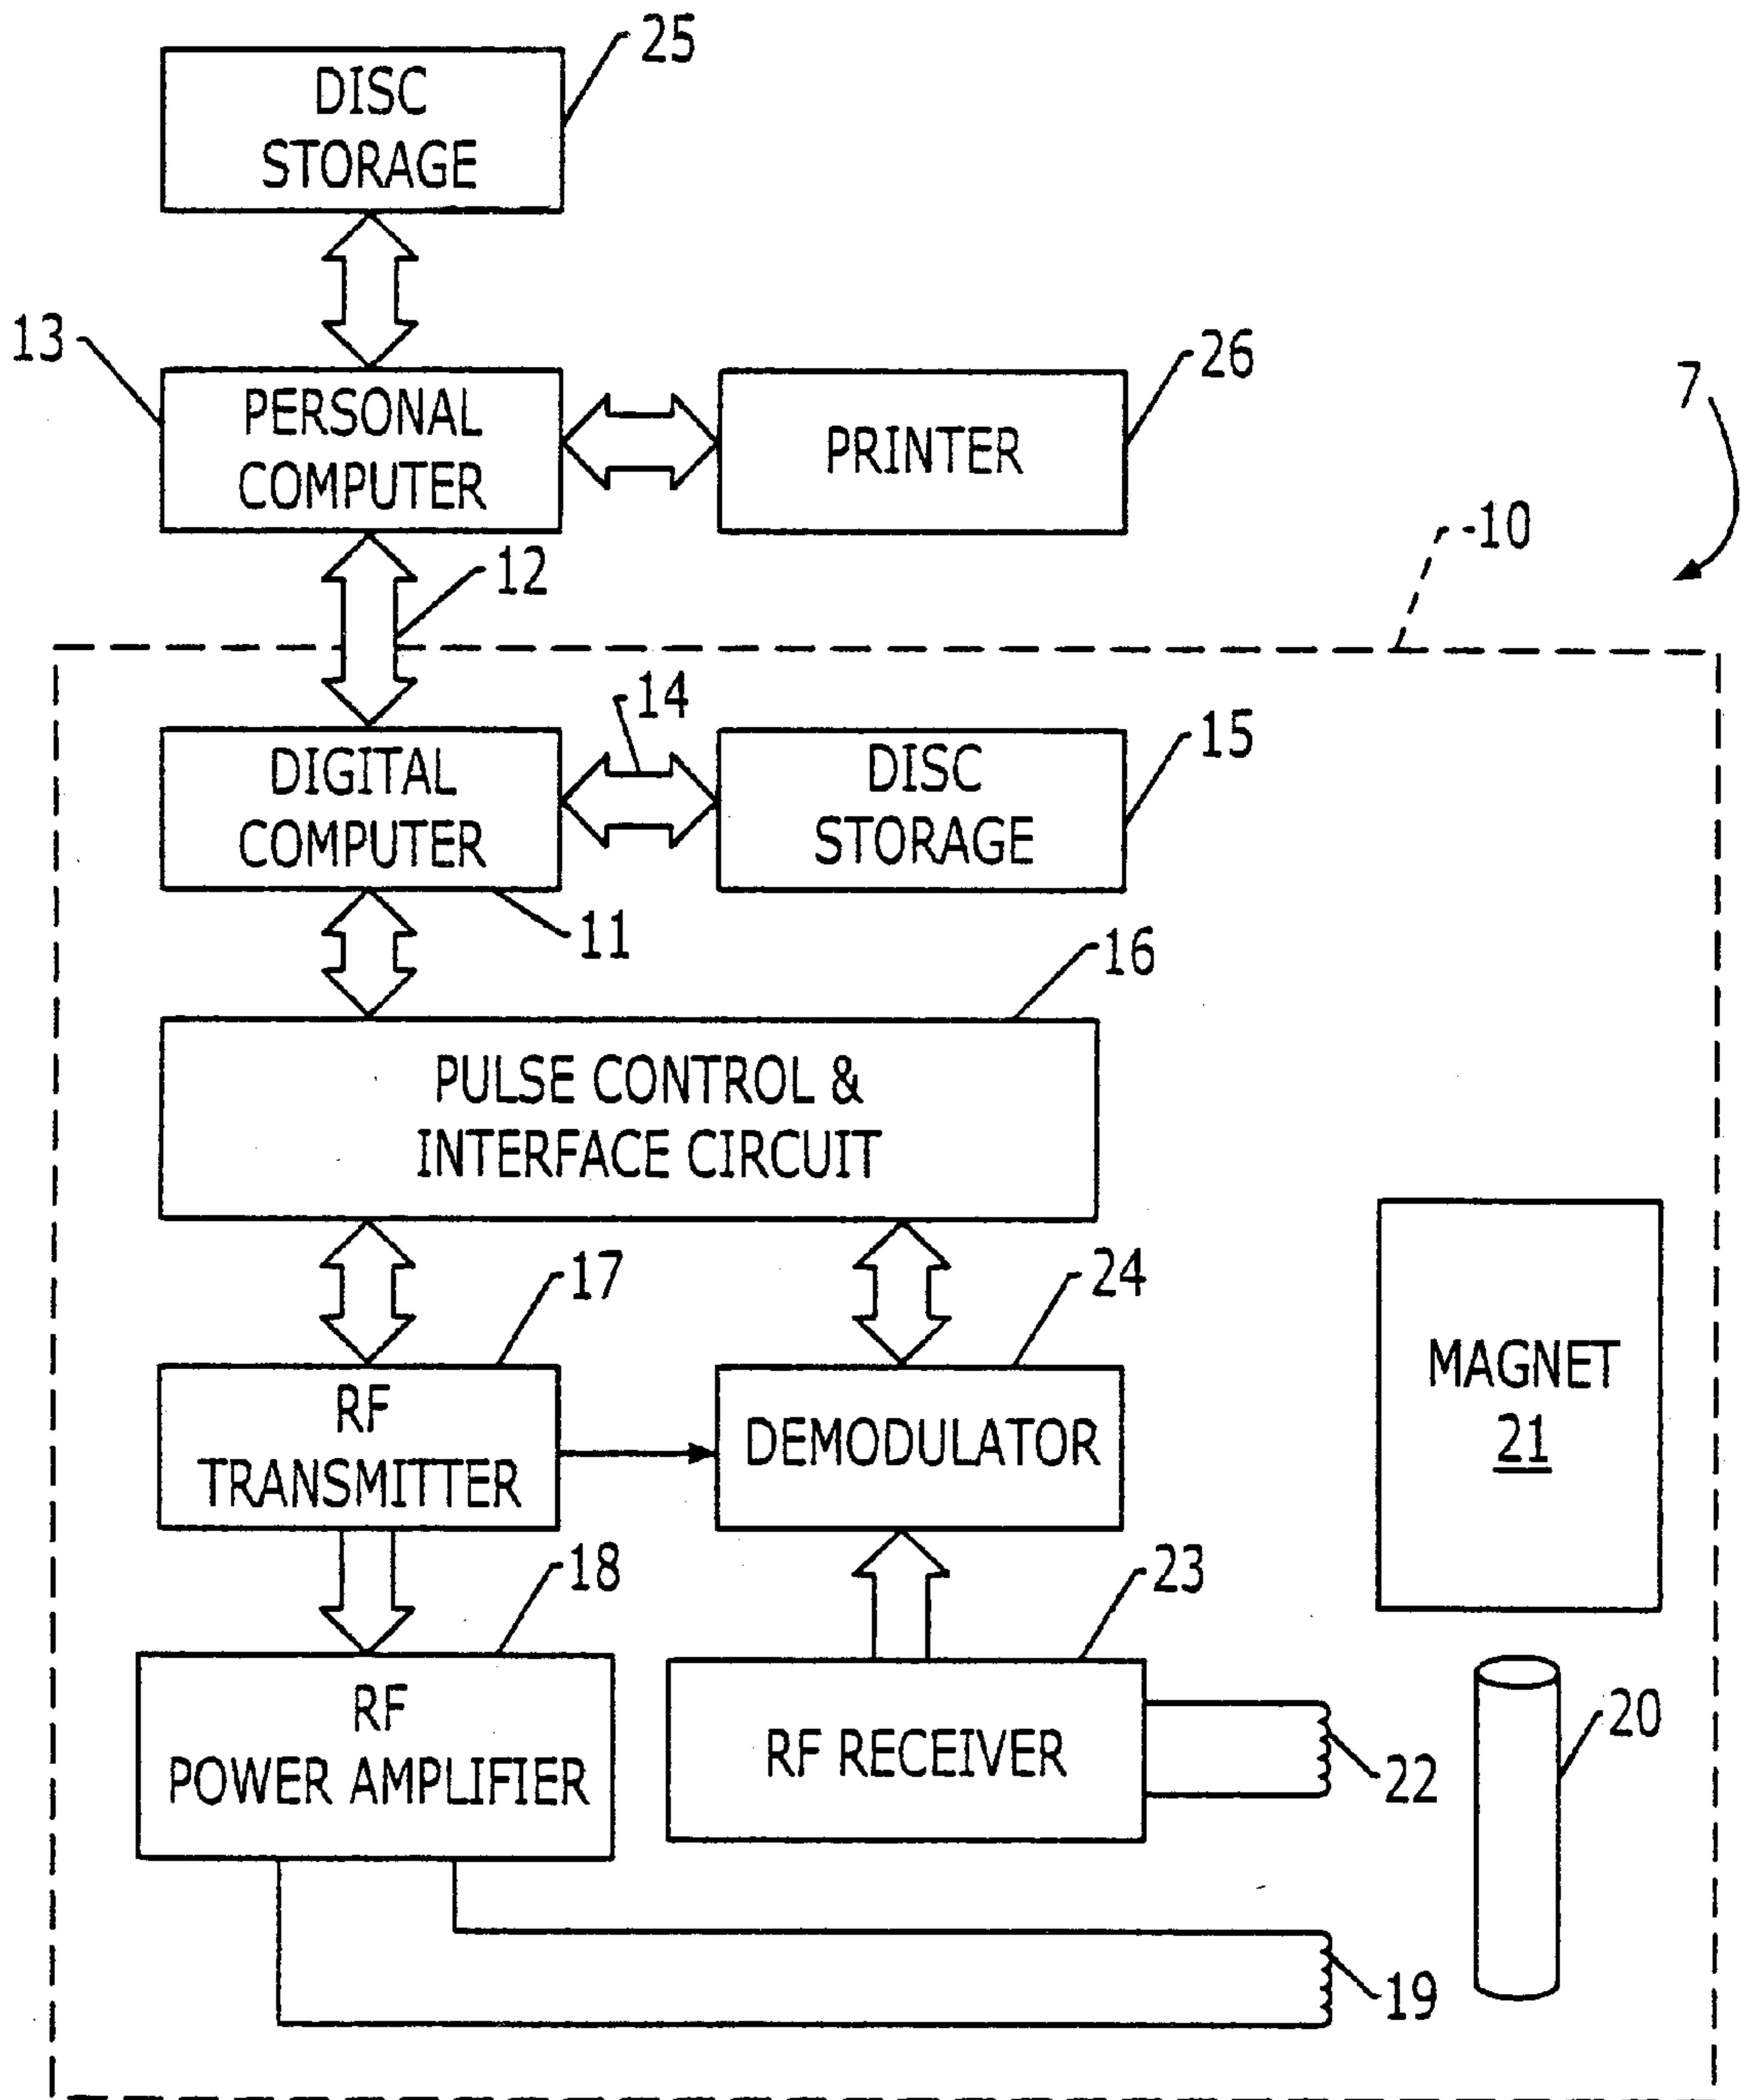 25
DISC
STORAGE
13
PERSONAL
COMPUTER
PRINTER
26
7
10
12
14
DIGITAL
COMPUTER
DISC
STORAGE
15
11
16
PULSE CONTROL &
INTERFACE CIRCUIT
17
24
RF
TRANSMITTER
DEMODULATOR
MAGNET
21
18
23
RF
POWER AMPLIFIER
RF RECEIVER
22
20
19